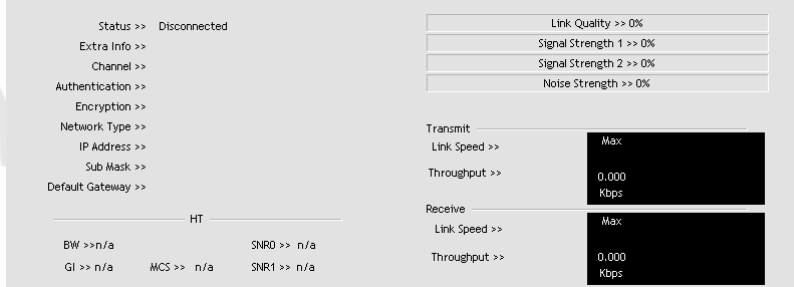 Status >> Disconnected
Extra Info >>
Channel >>
Authentication >>
Encryption >>
Network Type >>
IP Address >>
Sub Mask >>
Default Gateway >>
HT
BW >>n/a
SNR0 >> n/a
GI >> n/a
MCS >> n/a
SNR1 >> n/a
Link Quality >> 0%
Signal Strength 1 >> 0%
Signal Strength 2 >> 0%
Noise Strength >> 0%
Transmit
Link Speed >>
Throughput >>
Max
0.000
Kbps
Receive
Link Speed >>
Throughput >>
Max
0.000
Kbps